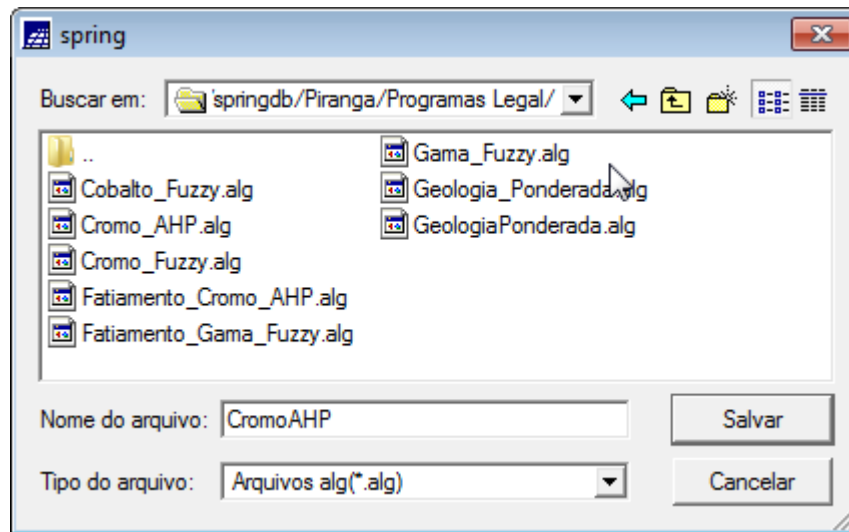 spring
Buscar em: 'springdb/Piranga/Programas Legal/
..
Cobalto_Fuzzy.alg
Cromo_AHP.alg
Cromo_Fuzzy.alg
Fatiamento_Cromo_AHP.alg
Fatiamento_Gama_Fuzzy.alg
Gama_Fuzzy.alg
Geologia_Ponderada.alg
GeologiaPonderada.alg
Nome do arquivo: CromoAHP
Salvar
Tipo do arquivo: Arquivos alg(*.alg)
Cancelar